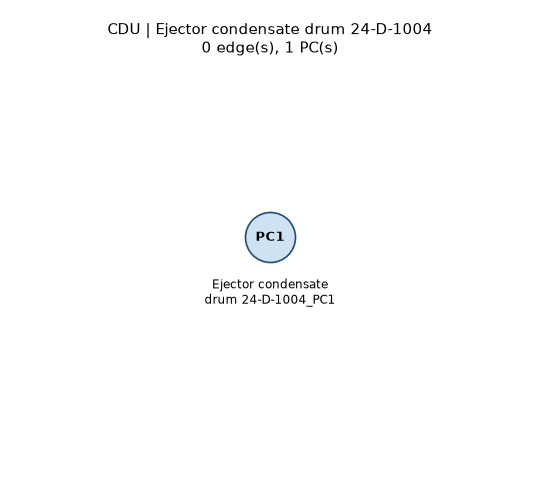 CDU | Ejector condensate drum 24-D-1004
0 edge(s), 1 PC(s)
PC1
Ejector condensate
drum 24-D-1004_PC1